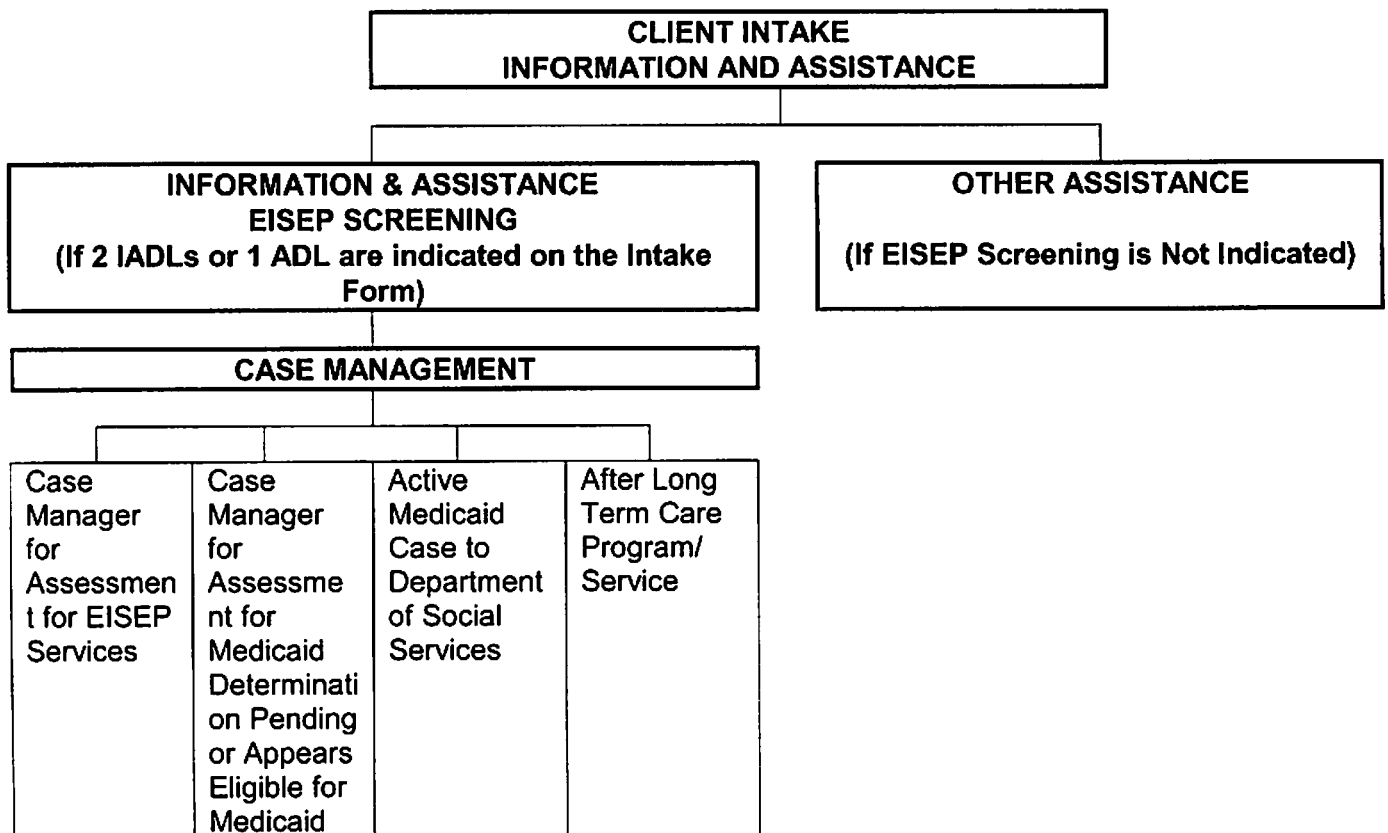 CLIENT INTAKE
INFORMATION AND ASSISTANCE
INFORMATION & ASSISTANCE
EISEP SCREENING
(If 2 IADLs or 1 ADL are indicated on the Intake
Form)
OTHER ASSISTANCE
(If EISEP Screening is Not Indicated)
CASE MANAGEMENT
Case
Manager
for
Assessmen
t for EISEP
Services
Case
Manager
for
Assessme
nt for
Medicaid
Determinati
on Pending
or Appears
Eligible for
Medicaid
Active
Medicaid
Case to
Department
of Social
Services
After Long
Term Care
Program/
Service